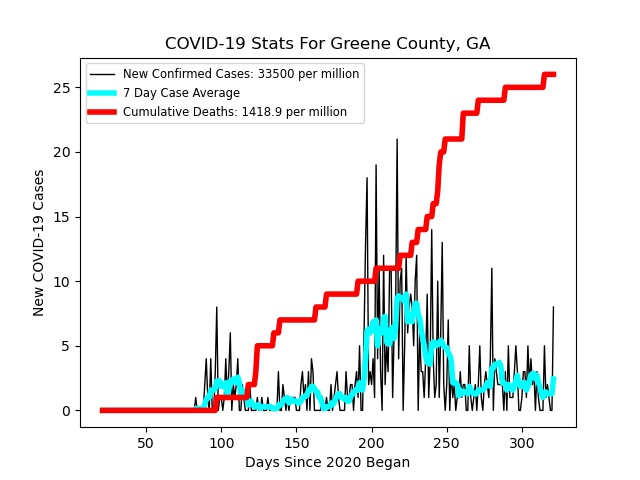 COVID-19 Stats For Greene County, GA
New Confirmed Cases: 33500 per million
7 Day Case Average
Cumulative Deaths: 1418.9 per million
New COVID-19 Cases
25
20
15
10
5
0
50 100 150 200 250 300
Days Since 2020 Began